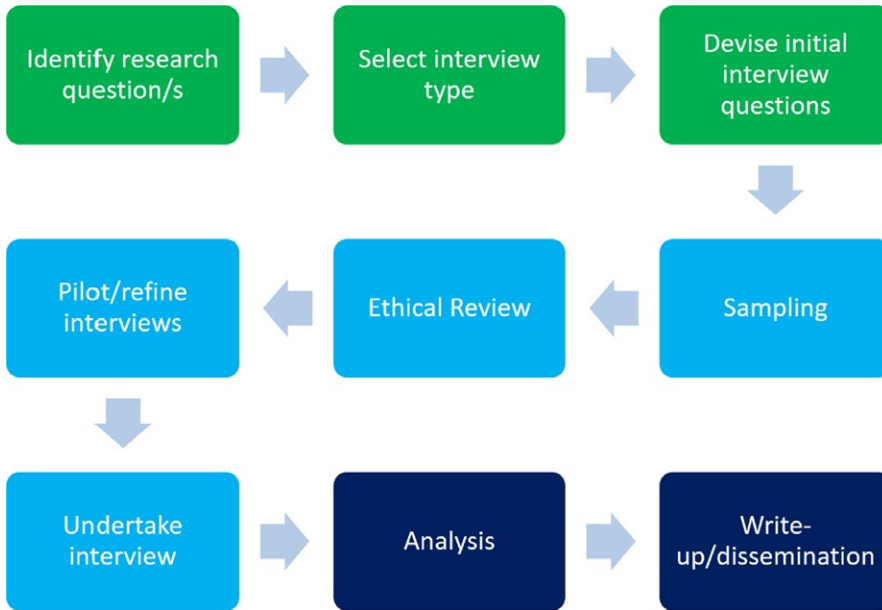 Identify research
question/s
Select interview
type
Devise initial
interview
questions
Pilot/refine
interviews
Ethical Review
Sampling
Undertake
interview
Analysis
Write-
up/dissemination